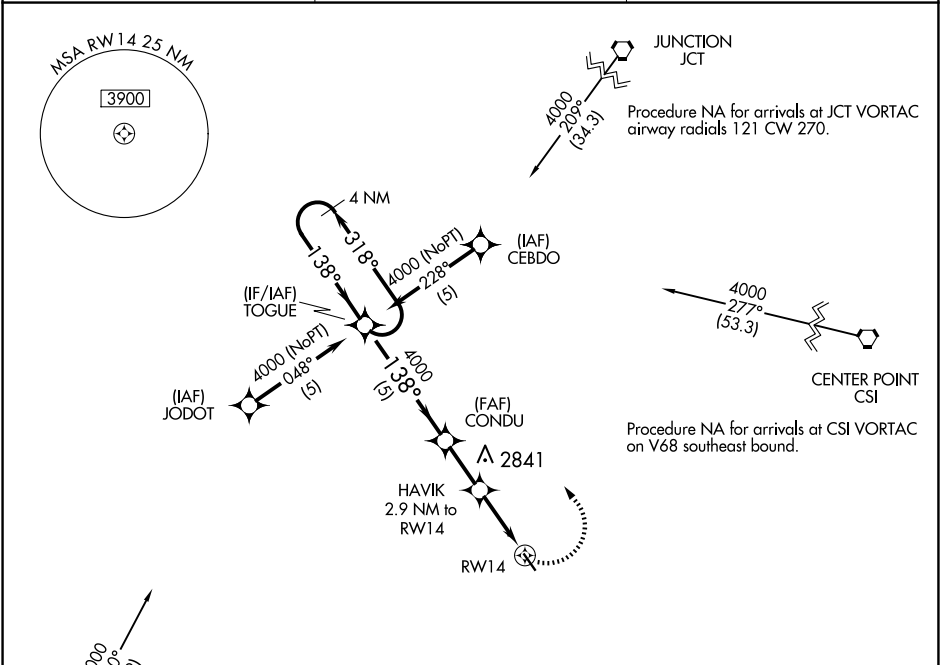 MSA RW14 25 NM
3900
JUNCTION
JCT
4000
209°
(34.3)
Procedure NA for arrivals at JCT VORTAC
airway radials 121 CW 270.
4 NM
318°
138°
4000 (NoPT)
228°
(5)
(IAF)
CEBDO
(IF/IAF)
TOGUE
4000 (NoPT)
048°
(5)
(IAF)
JODOT
4000
138°
(5)
4000
277°
(53.3)
CENTER POINT
CSI
Procedure NA for arrivals at CSI VORTAC
on V68 southeast bound.
(FAF)
CONDU
2841
HAVIK
2.9 NM to
RW14
RW14